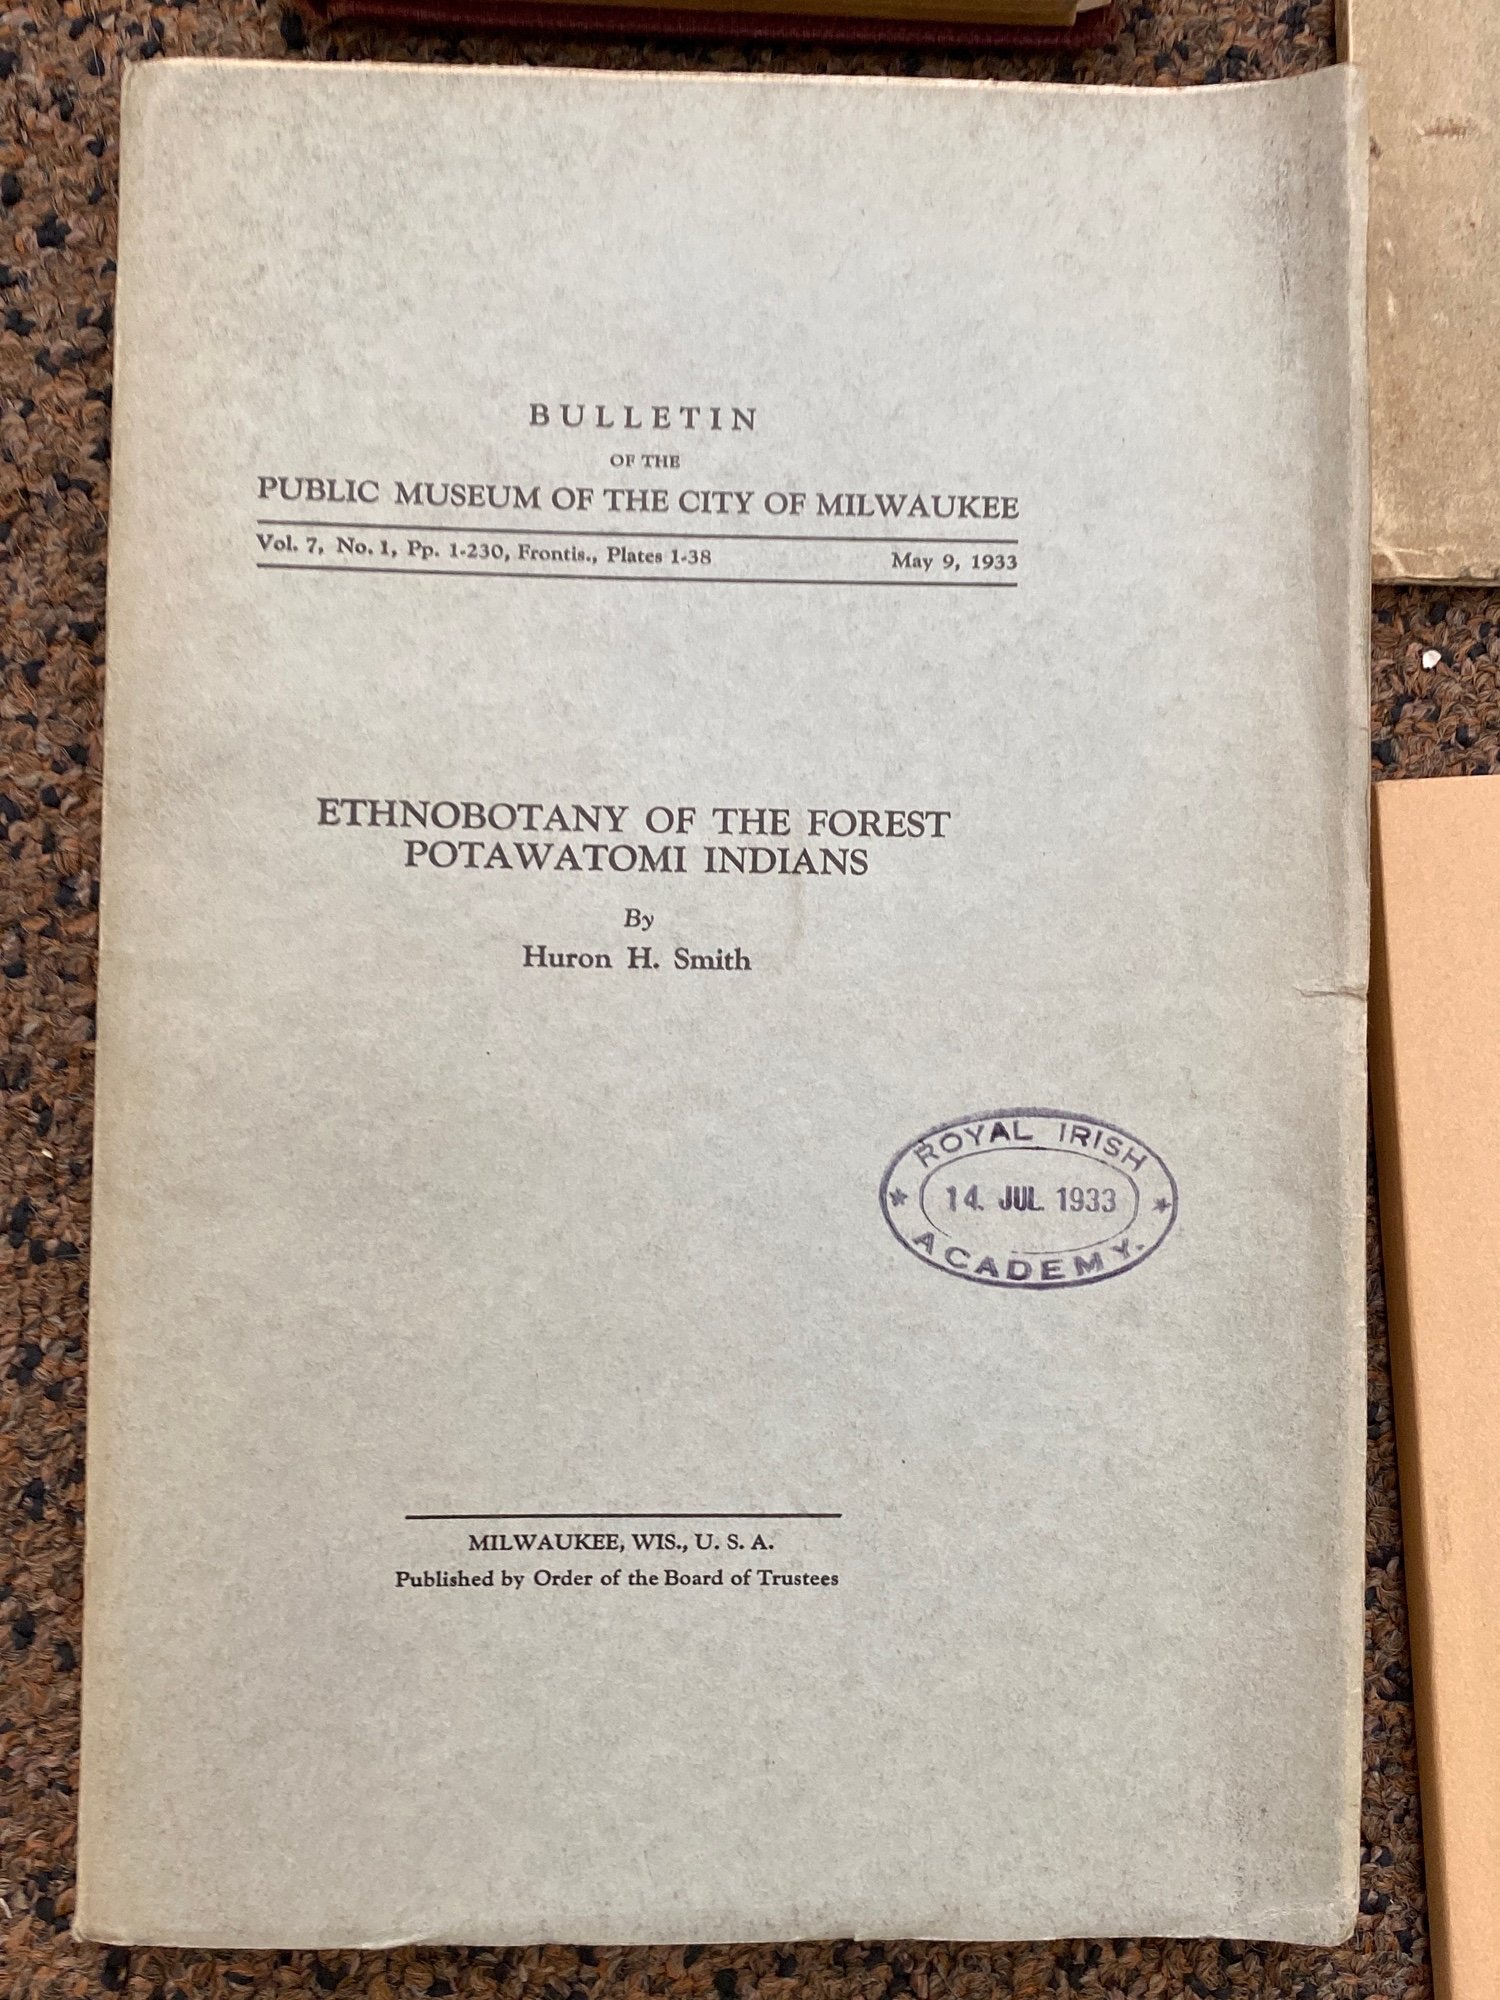 BULLETIN
OF THE
PUBLIC MUSEUM OF THE CITY OF MILWAUKEE
Vol. 7, No. 1, Pp. 1-230, Frontis., Plates 1-38 May 9, 1933
ETHNOBOTANY OF THE FOREST
POTAWATOMI INDIANS
By
Huron H. Smith
ROYAL IRISH
14. JUL. 1933
ACADEMY.
MILWAUKEE, WIS., U. S. A.
Published by Order of the Board of Trustees